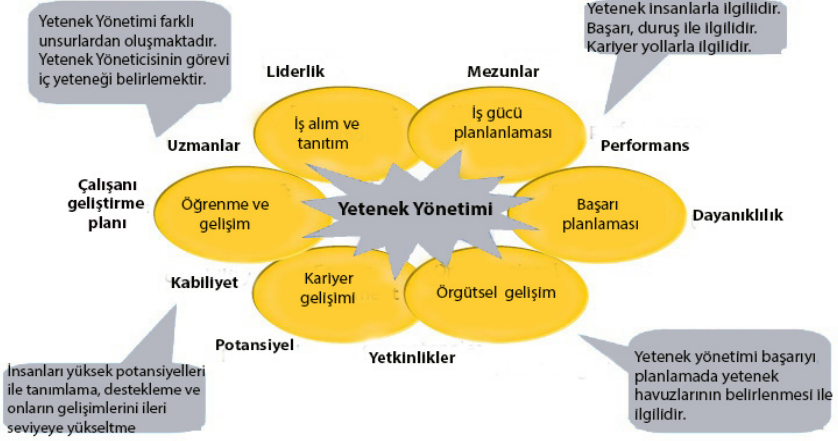 Yetenek Yönetimi farklı
unsurlardan oluşmaktadır.
Yetenek Yöneticisinin görevi
iç yeteneği belirlemektir.
Yetenek insanlarla ilgilidir.
Başarı, duruş ile ilgilidir.
Kariyer yollarla ilgilidir.
Liderlik
Mezunlar
İş alım ve
tanıtım
İş gücü
planlanlaması
Uzmanlar
Performans
Çalışanı
geliştirme
planı
Öğrenme ve
gelişim
Yetenek Yönetimi
Başarı
planlaması
Dayanıklılık
Kabiliyet
Kariyer
gelişimi
Örgütsel gelişim
Potansiyel
Yetkinlikler
İnsanları yüksek potansiyelleri
ile tanımlama, destekleme ve
onların gelişimlerini ileri
seviyeye yükseltme
Yetenek yönetimi başarıyı
planlamada yetenek
havuzlarının belirlenmesi ile
ilgilidir.